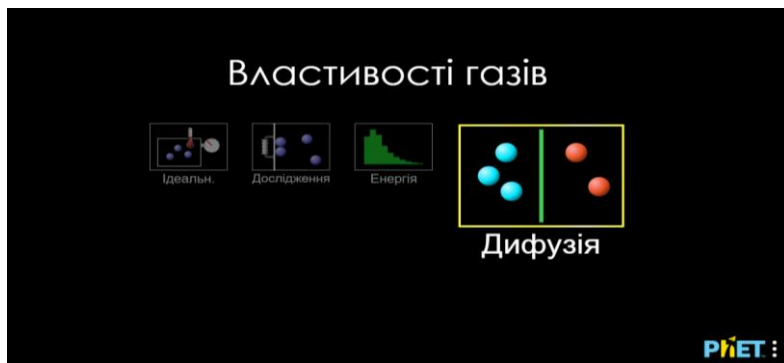 Властивості газів
Ідеальн.
Дослідження
Енергія
Дифузія
PhET